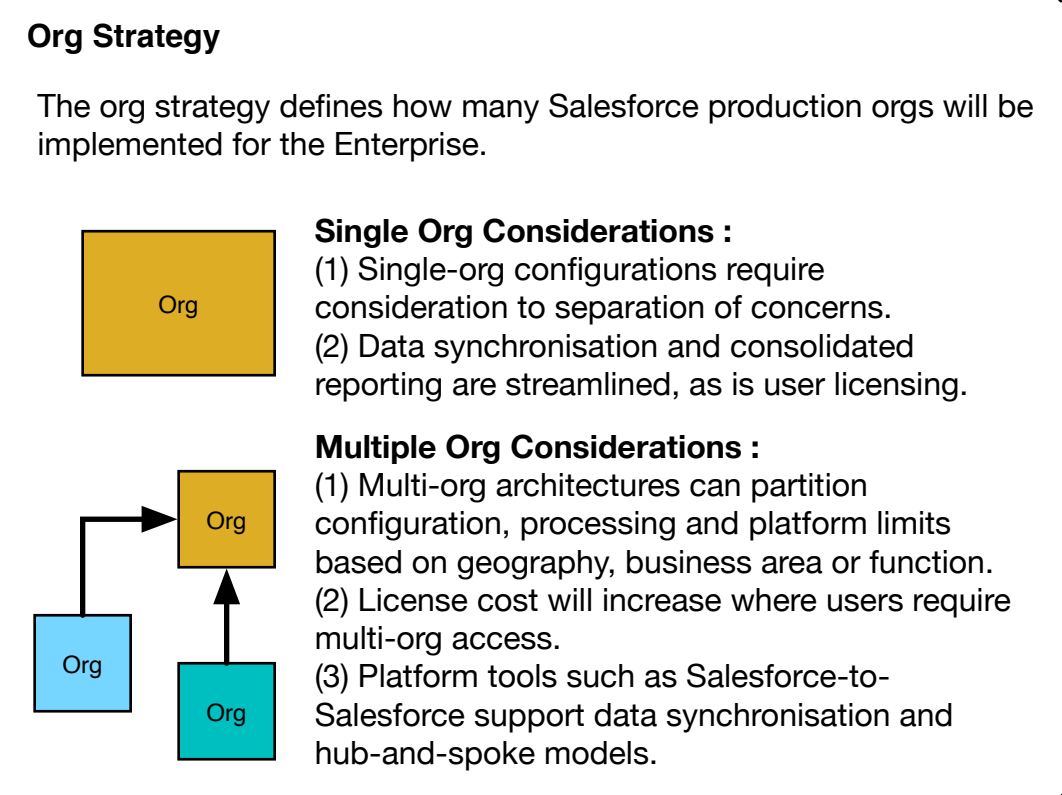 Org Strategy
The org strategy defines how many Salesforce production orgs will be
implemented for the Enterprise.
Org
Single Org Considerations :
(1) Single-org configurations require
consideration to separation of concerns.
(2) Data synchronisation and consolidated
reporting are streamlined, as is user licensing.
Org
Org
Org
Multiple Org Considerations :
(1) Multi-org architectures can partition
configuration, processing and platform limits
based on geography, business area or function.
(2) License cost will increase where users require
multi-org access.
(3) Platform tools such as Salesforce-to-
Salesforce support data synchronisation and
hub-and-spoke models.